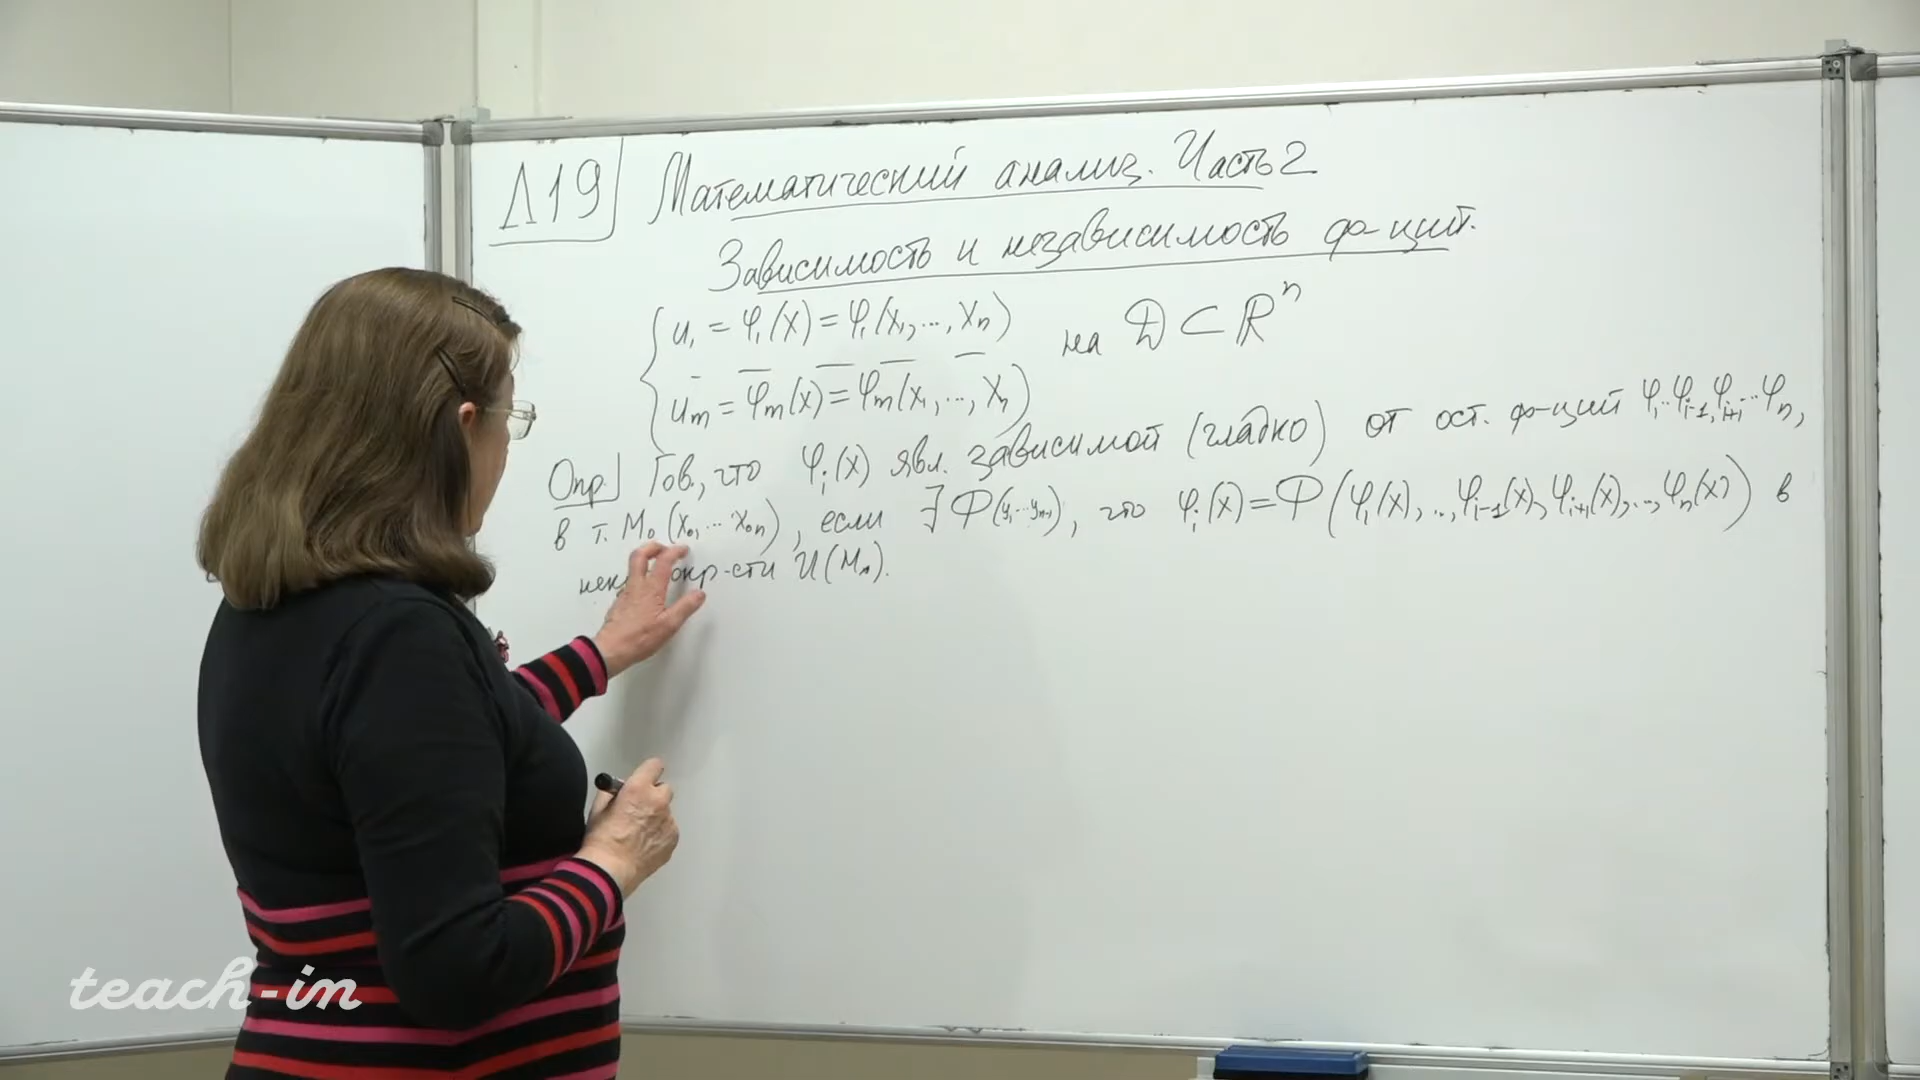 Л19 Математический анализ. Часть 2
Зависимость и независимость ф-ций.
u₁ = φ₁(x) = φ₁(x₁,...,xₙ) на D ⊂ ℝⁿ
uₘ = φₘ(x) = φₘ(x₁,...,xₙ)
Опр. Гов., что φᵢ(x) явл. зависимой (гладко) от ост. ф-ций φ₁...φᵢ₋₁,φᵢ₊₁...φₙ,
в т. M₀(x₀₁...x₀ₙ), если ∃ Φ(y₁...yₙ₋₁), что φᵢ(x)=Φ(φ₁(x),...,φᵢ₋₁(x),φᵢ₊₁(x),...,φₙ(x)) в
окр-сти U(M₀).
teach-in